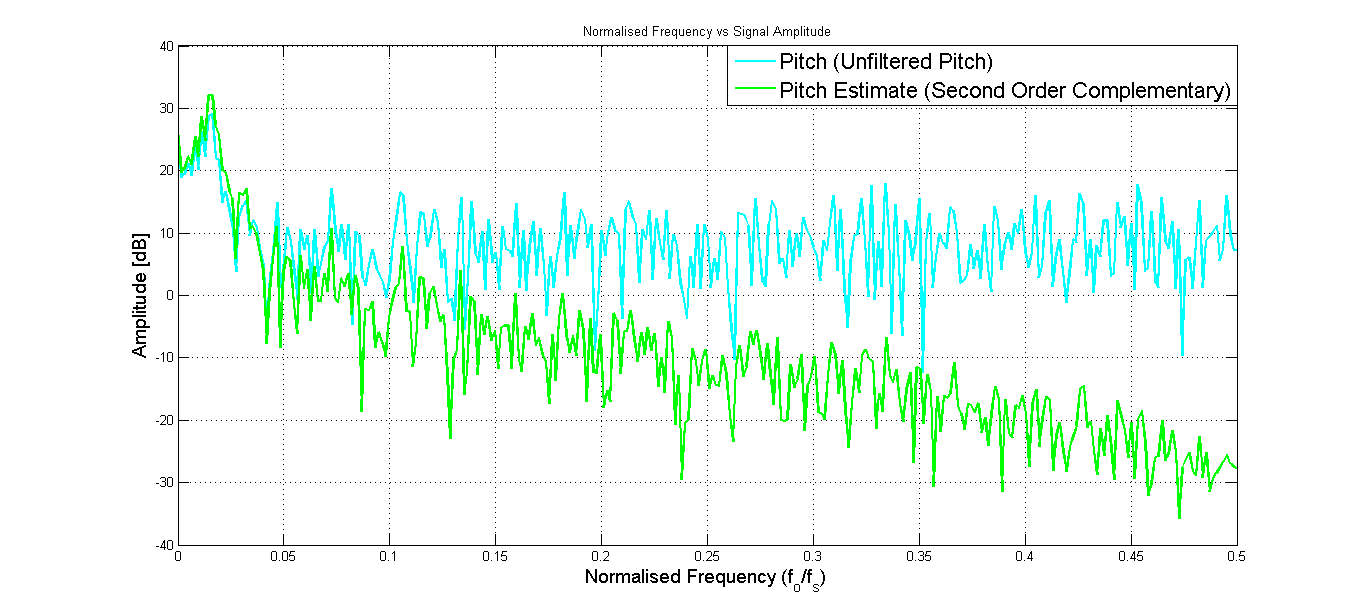 Normalised Frequency vs Signal Amplitude
Pitch (Unfiltered Pitch)
Pitch Estimate (Second Order Complementary)
40
30
20
10
0
-10
-20
-30
-40
Amplitude [dB]
0 0.05 0.1 0.15 0.2 0.25 0.3 0.35 0.4 0.45 0.5
Normalised Frequency (fo/fs)